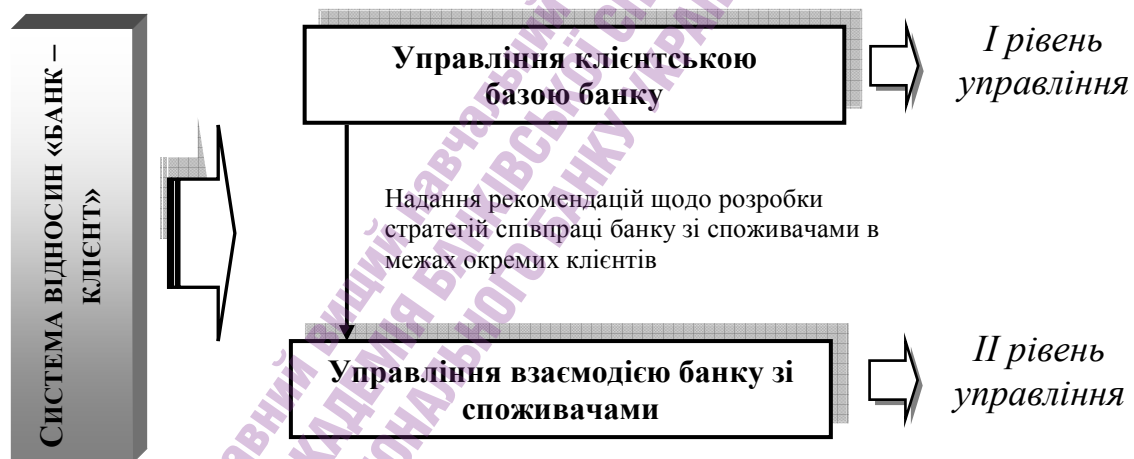 СИСТЕМА ВІДНОСИН «БАНК –
КЛІЄНТ»
Управління клієнтською
базою банку
І рівень
управління
Надання рекомендацій щодо розробки
стратегій співпраці банку зі споживачами в
межах окремих клієнтів
Управління взаємодією банку зі
споживачами
ІІ рівень
управління